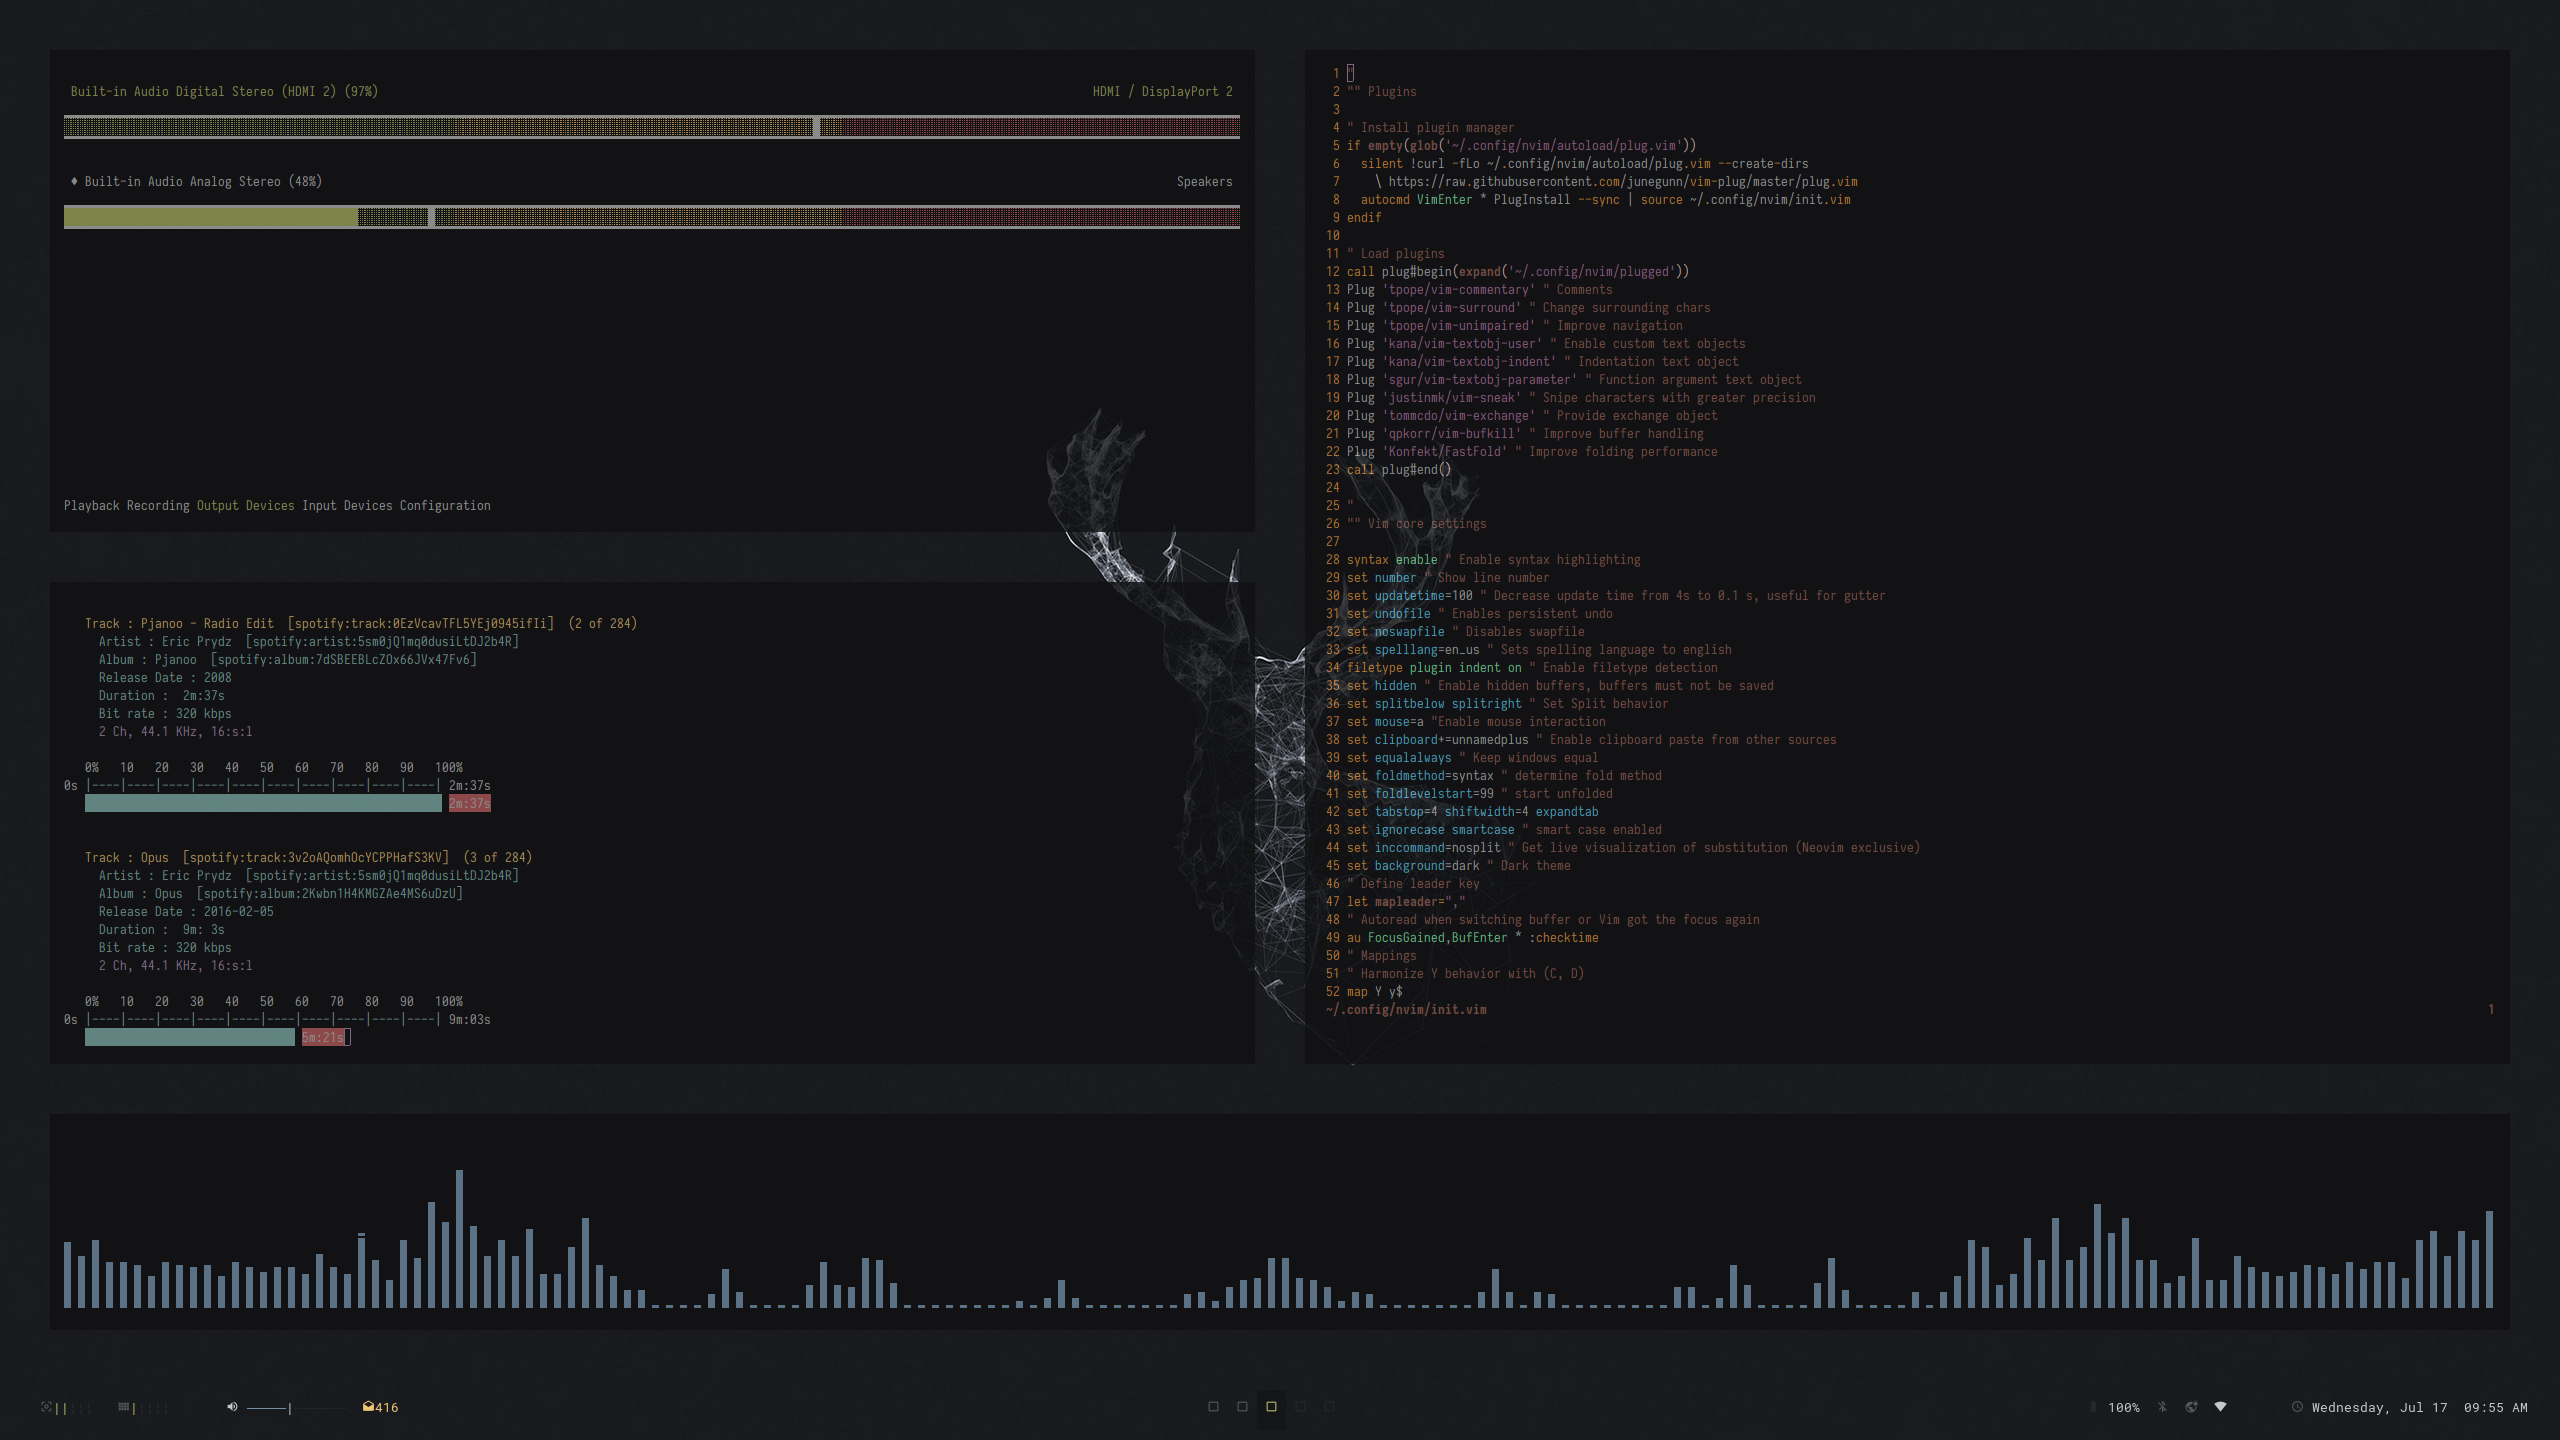 Built-in Audio Digital Stereo (HDMI 2) (97%) HDMI / DisplayPort 2
♦ Built-in Audio Analog Stereo (48%) Speakers
Playback Recording Output Devices Input Devices Configuration
Track : Pjanoo - Radio Edit [spotify:track:0EzVcavTFL5YEj0945ifIi] (2 of 284)
Artist : Eric Prydz [spotify:artist:5sm0jQ1mq0dusiLtDJ2b4R]
Album : Pjanoo [spotify:album:7dSBEEBLcZOx66JVx47Fv6]
Release Date : 2008
Duration : 2m:37s
Bit rate : 320 kbps
2 Ch, 44.1 KHz, 16:s:l
0% 10 20 30 40 50 60 70 80 90 100%
0s |----|----|----|----|----|----|----|----|----|----| 2m:37s
2m:37s
Track : Opus [spotify:track:3v2oAQomhOcYCPPHafS3KV] (3 of 284)
Artist : Eric Prydz [spotify:artist:5sm0jQ1mq0dusiLtDJ2b4R]
Album : Opus [spotify:album:2Kwbn1H4KMGZAe4MS6uDzU]
Release Date : 2016-02-05
Duration : 9m: 3s
Bit rate : 320 kbps
2 Ch, 44.1 KHz, 16:s:l
0% 10 20 30 40 50 60 70 80 90 100%
0s |----|----|----|----|----|----|----|----|----|----| 9m:03s
5m:21s
1 "
2 "" Plugins
3
4 " Install plugin manager
5 if empty(glob('~/.config/nvim/autoload/plug.vim'))
6   silent !curl -fLo ~/.config/nvim/autoload/plug.vim --create-dirs
7     \ https://raw.githubusercontent.com/junegunn/vim-plug/master/plug.vim
8   autocmd VimEnter * PlugInstall --sync | source ~/.config/nvim/init.vim
9 endif
10
11 " Load plugins
12 call plug#begin(expand('~/.config/nvim/plugged'))
13 Plug 'tpope/vim-commentary' " Comments
14 Plug 'tpope/vim-surround' " Change surrounding chars
15 Plug 'tpope/vim-unimpaired' " Improve navigation
16 Plug 'kana/vim-textobj-user' " Enable custom text objects
17 Plug 'kana/vim-textobj-indent' " Indentation text object
18 Plug 'sgur/vim-textobj-parameter' " Function argument text object
19 Plug 'justinmk/vim-sneak' " Snipe characters with greater precision
20 Plug 'tommcdo/vim-exchange' " Provide exchange object
21 Plug 'qpkorr/vim-bufkill' " Improve buffer handling
22 Plug 'Konfekt/FastFold' " Improve folding performance
23 call plug#end()
24
25 "
26 "" Vim core settings
27
28 syntax enable " Enable syntax highlighting
29 set number " Show line number
30 set updatetime=100 " Decrease update time from 4s to 0.1 s, useful for gutter
31 set undofile " Enables persistent undo
32 set noswapfile " Disables swapfile
33 set spelllang=en_us " Sets spelling language to english
34 filetype plugin indent on " Enable filetype detection
35 set hidden " Enable hidden buffers, buffers must not be saved
36 set splitbelow splitright " Set Split behavior
37 set mouse=a "Enable mouse interaction
38 set clipboard+=unnamedplus " Enable clipboard paste from other sources
39 set equalalways " Keep windows equal
40 set foldmethod=syntax " determine fold method
41 set foldlevelstart=99 " start unfolded
42 set tabstop=4 shiftwidth=4 expandtab
43 set ignorecase smartcase " smart case enabled
44 set inccommand=nosplit " Get live visualization of substitution (Neovim exclusive)
45 set background=dark " Dark theme
46 " Define leader key
47 let mapleader=","
48 " Autoread when switching buffer or Vim got the focus again
49 au FocusGained,BufEnter * :checktime
50 " Mappings
51 " Harmonize Y behavior with (C, D)
52 map Y y$
~/.config/nvim/init.vim 1
416 100% Wednesday, Jul 17 09:55 AM